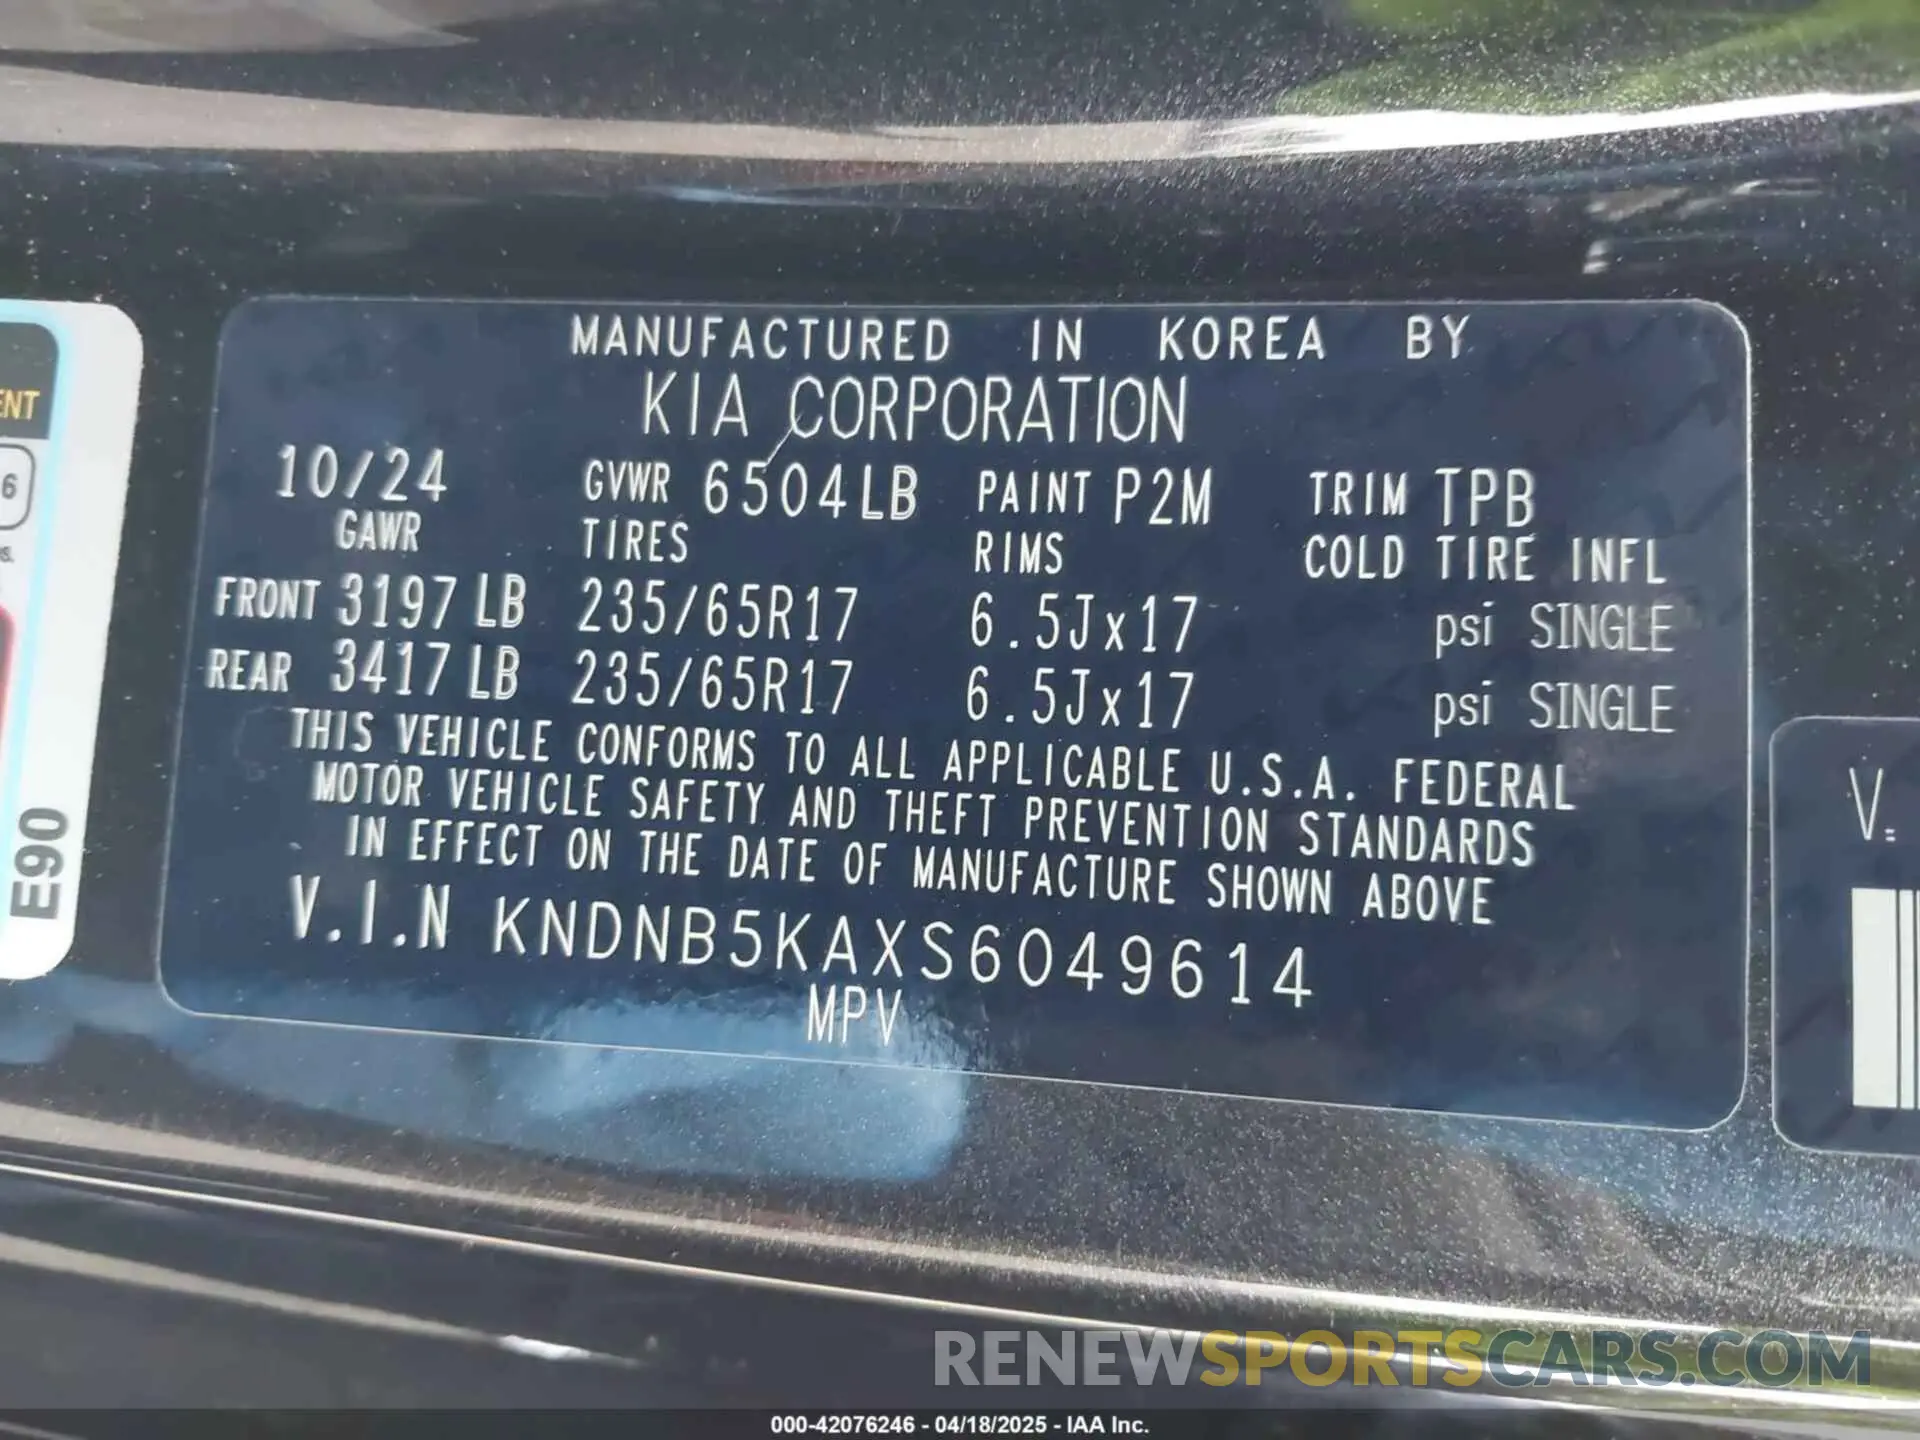 MANUFACTURED IN KOREA BY
KIA CORPORATION
10/24 GVWR 6504LB PAINT P2M TRIM TPB
GAWR TIRES RIMS COLD TIRE INFL
FRONT 3197 LB 235/65R17 6.5Jx17 psi SINGLE
REAR 3417 LB 235/65R17 6.5Jx17 psi SINGLE
THIS VEHICLE CONFORMS TO ALL APPLICABLE U.S.A. FEDERAL
MOTOR VEHICLE SAFETY AND THEFT PREVENTION STANDARDS
IN EFFECT ON THE DATE OF MANUFACTURE SHOWN ABOVE
V.I.N KNDNB5KAXS6049614
MPV
ENT
6
E90
V.
RENEWSPORTSCARS.COM
000-42076246 - 04/18/2025 - IAA Inc.